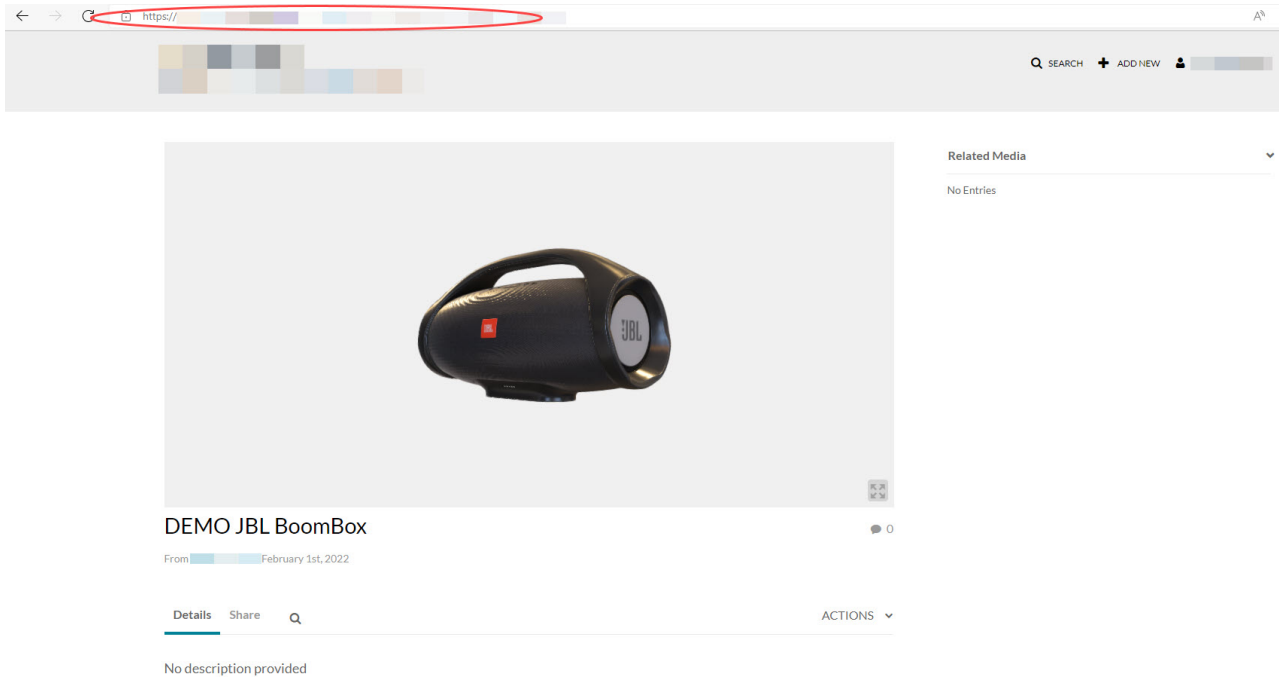 https://
SEARCH ADD NEW
Related Media
No Entries
JBL
DEMO JBL BoomBox
0
From February 1st, 2022
Details Share
ACTIONS
No description provided